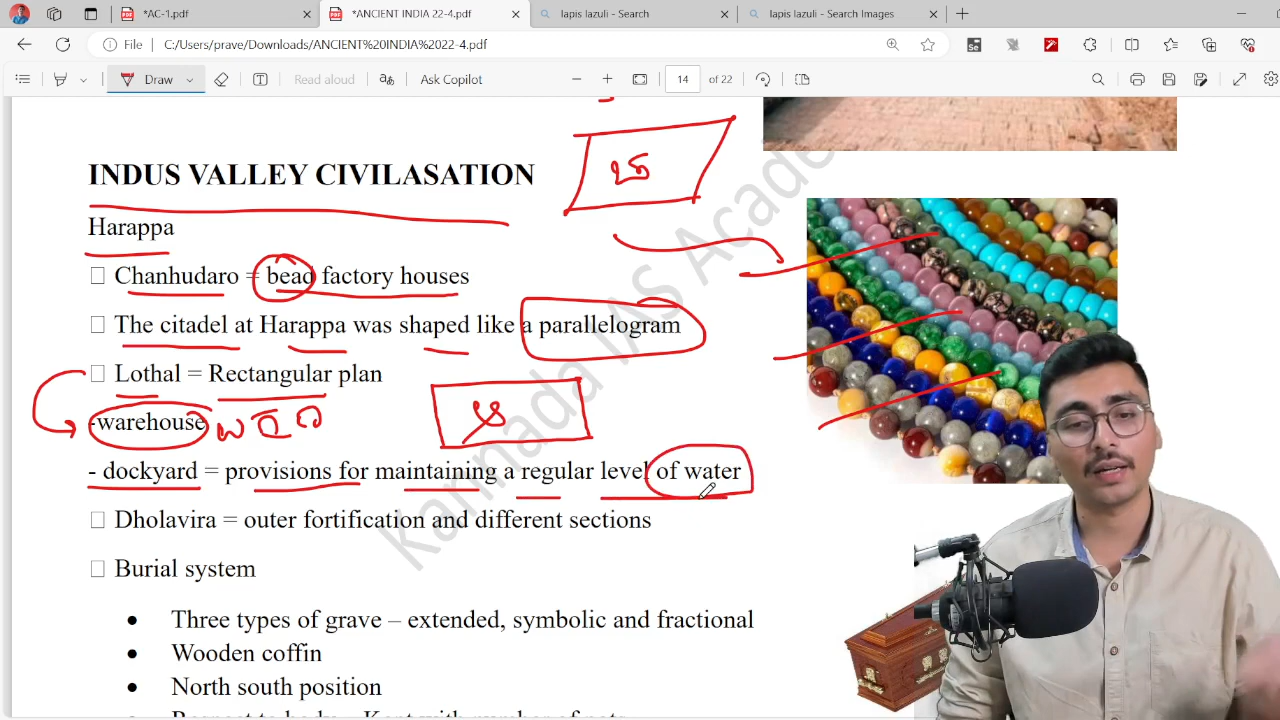 *AC-1.pdf
*ANCIENT INDIA 22-4.pdf
lapis lazuli - Search
lapis lazuli - Search Images
File
C:/Users/prave/Downloads/ANCIENT%20INDIA%2022-4.pdf
Draw
Read aloud
Ask Copilot
14 of 22
INDUS VALLEY CIVILASATION
Harappa
Chanhudaro = bead factory houses
The citadel at Harappa was shaped like a parallelogram
Lothal = Rectangular plan
-warehouse
- dockyard = provisions for maintaining a regular level of water
Dholavira = outer fortification and different sections
Burial system
• Three types of grave – extended, symbolic and fractional
• Wooden coffin
• North south position
Kannada IAS Acade